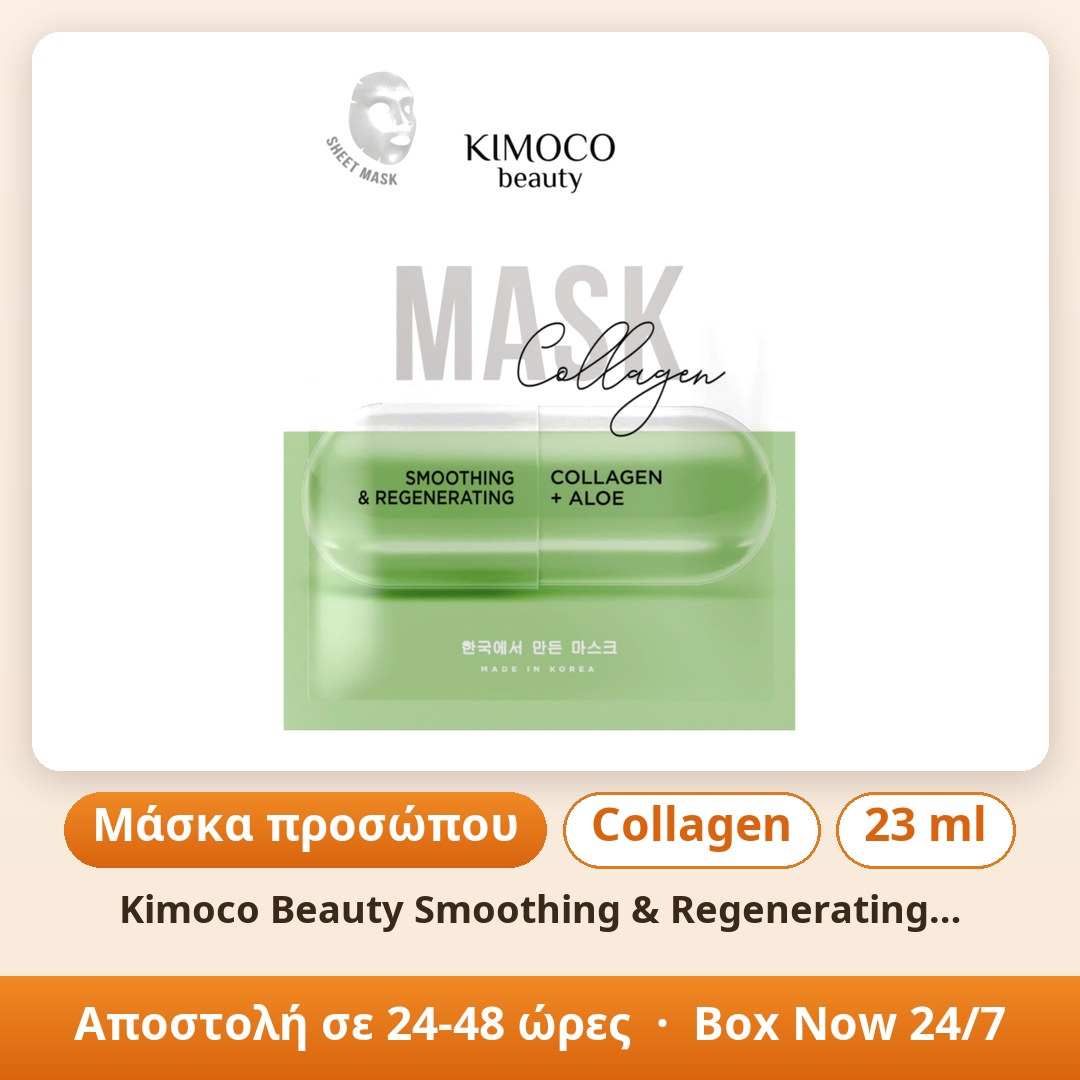 SHEET MASK
KIMOCO
beauty
MASK
Collagen
SMOOTHING
& REGENERATING
COLLAGEN
+ ALOE
한국에서 만든 마스크
MADE IN KOREA
Μάσκα προσώπου
Collagen
23 ml
Kimoco Beauty Smoothing & Regenerating...
Αποστολή σε 24-48 ώρες · Box Now 24/7